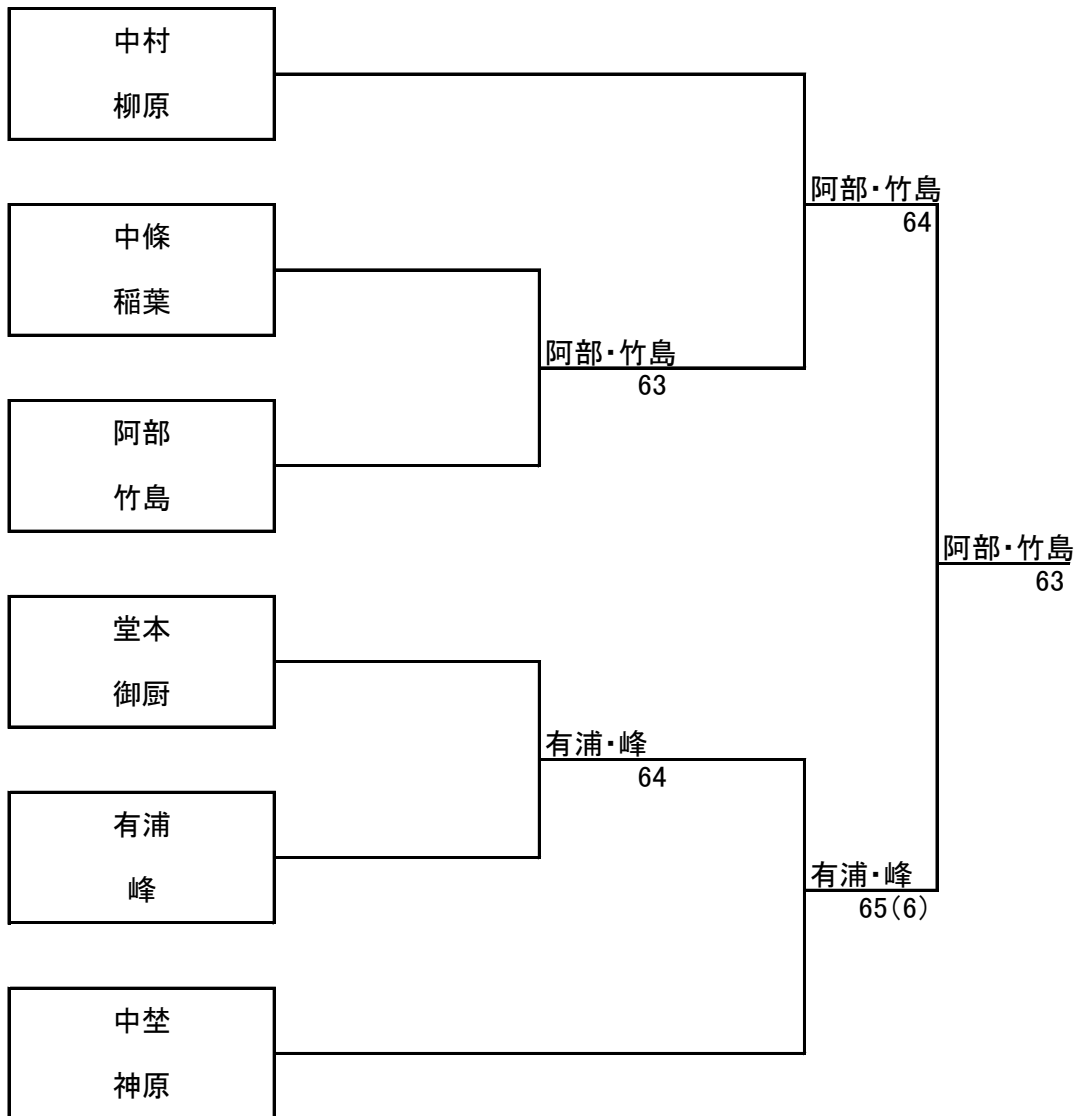 中村
柳原
阿部・竹島
64
中條
稲葉
阿部・竹島
63
阿部
竹島
阿部・竹島
63
堂本
御厨
有浦・峰
64
有浦
峰
有浦・峰
65(6)
中埜
神原